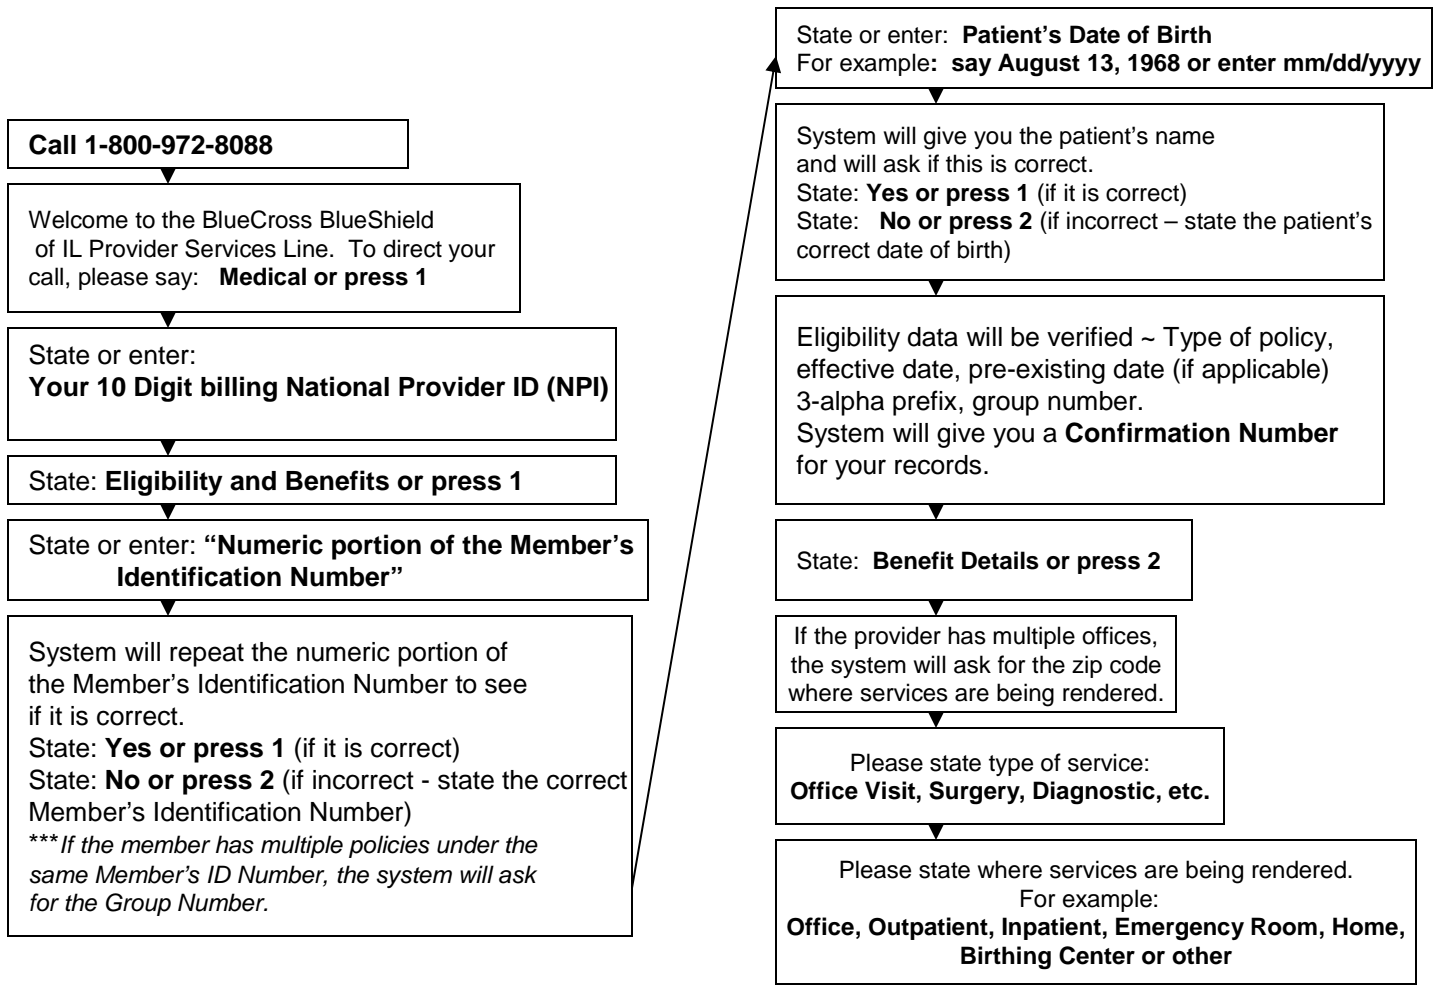 Call 1-800-972-8088
Welcome to the BlueCross BlueShield
of IL Provider Services Line. To direct your
call, please say: Medical or press 1
State or enter:
Your 10 Digit billing National Provider ID (NPI)
State: Eligibility and Benefits or press 1
State or enter: “Numeric portion of the Member’s
Identification Number”
System will repeat the numeric portion of
the Member’s Identification Number to see
if it is correct.
State: Yes or press 1 (if it is correct)
State: No or press 2 (if incorrect - state the correct
Member’s Identification Number)
***If the member has multiple policies under the
same Member’s ID Number, the system will ask
for the Group Number.
State or enter: Patient’s Date of Birth
For example: say August 13, 1968 or enter mm/dd/yyyy
System will give you the patient’s name
and will ask if this is correct.
State: Yes or press 1 (if it is correct)
State: No or press 2 (if incorrect – state the patient’s
correct date of birth)
Eligibility data will be verified ~ Type of policy,
effective date, pre-existing date (if applicable)
3-alpha prefix, group number.
System will give you a Confirmation Number
for your records.
State: Benefit Details or press 2
If the provider has multiple offices,
the system will ask for the zip code
where services are being rendered.
Please state type of service:
Office Visit, Surgery, Diagnostic, etc.
Please state where services are being rendered.
For example:
Office, Outpatient, Inpatient, Emergency Room, Home,
Birthing Center or other